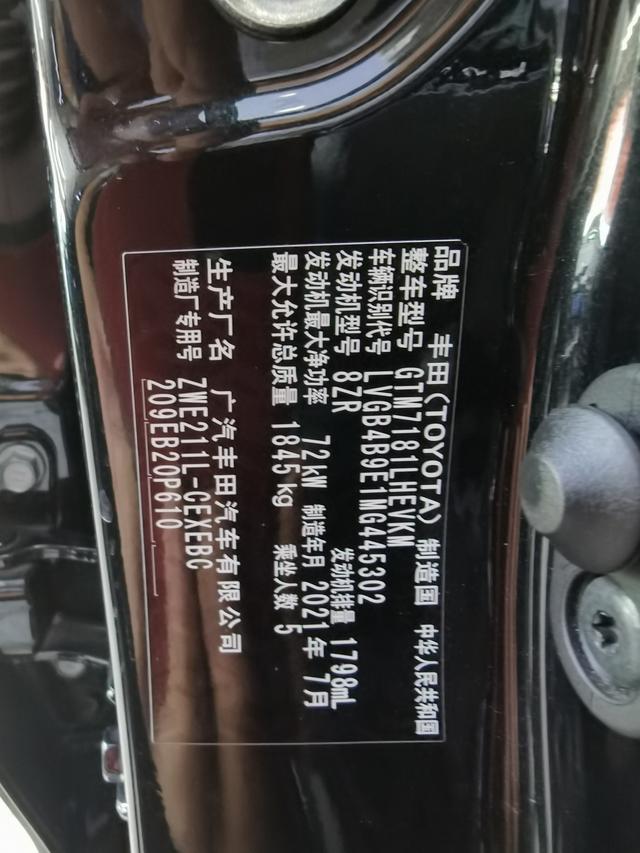 品牌 丰田(TOYOTA) 制造国 中华人民共和国
整车型号 GTM7181LHEVKM
车辆识别代号 LVGB4B9E1MG445302
发动机型号 8ZR 发动机排量 1798mL
发动机最大净功率 72kW 制造年月 2021年 7月
最大允许总质量 1845kg 乘坐人数 5
生产厂名 广汽丰田汽车有限公司
制造厂专用号 ZWE211L-GEXEBC
209EB20P610